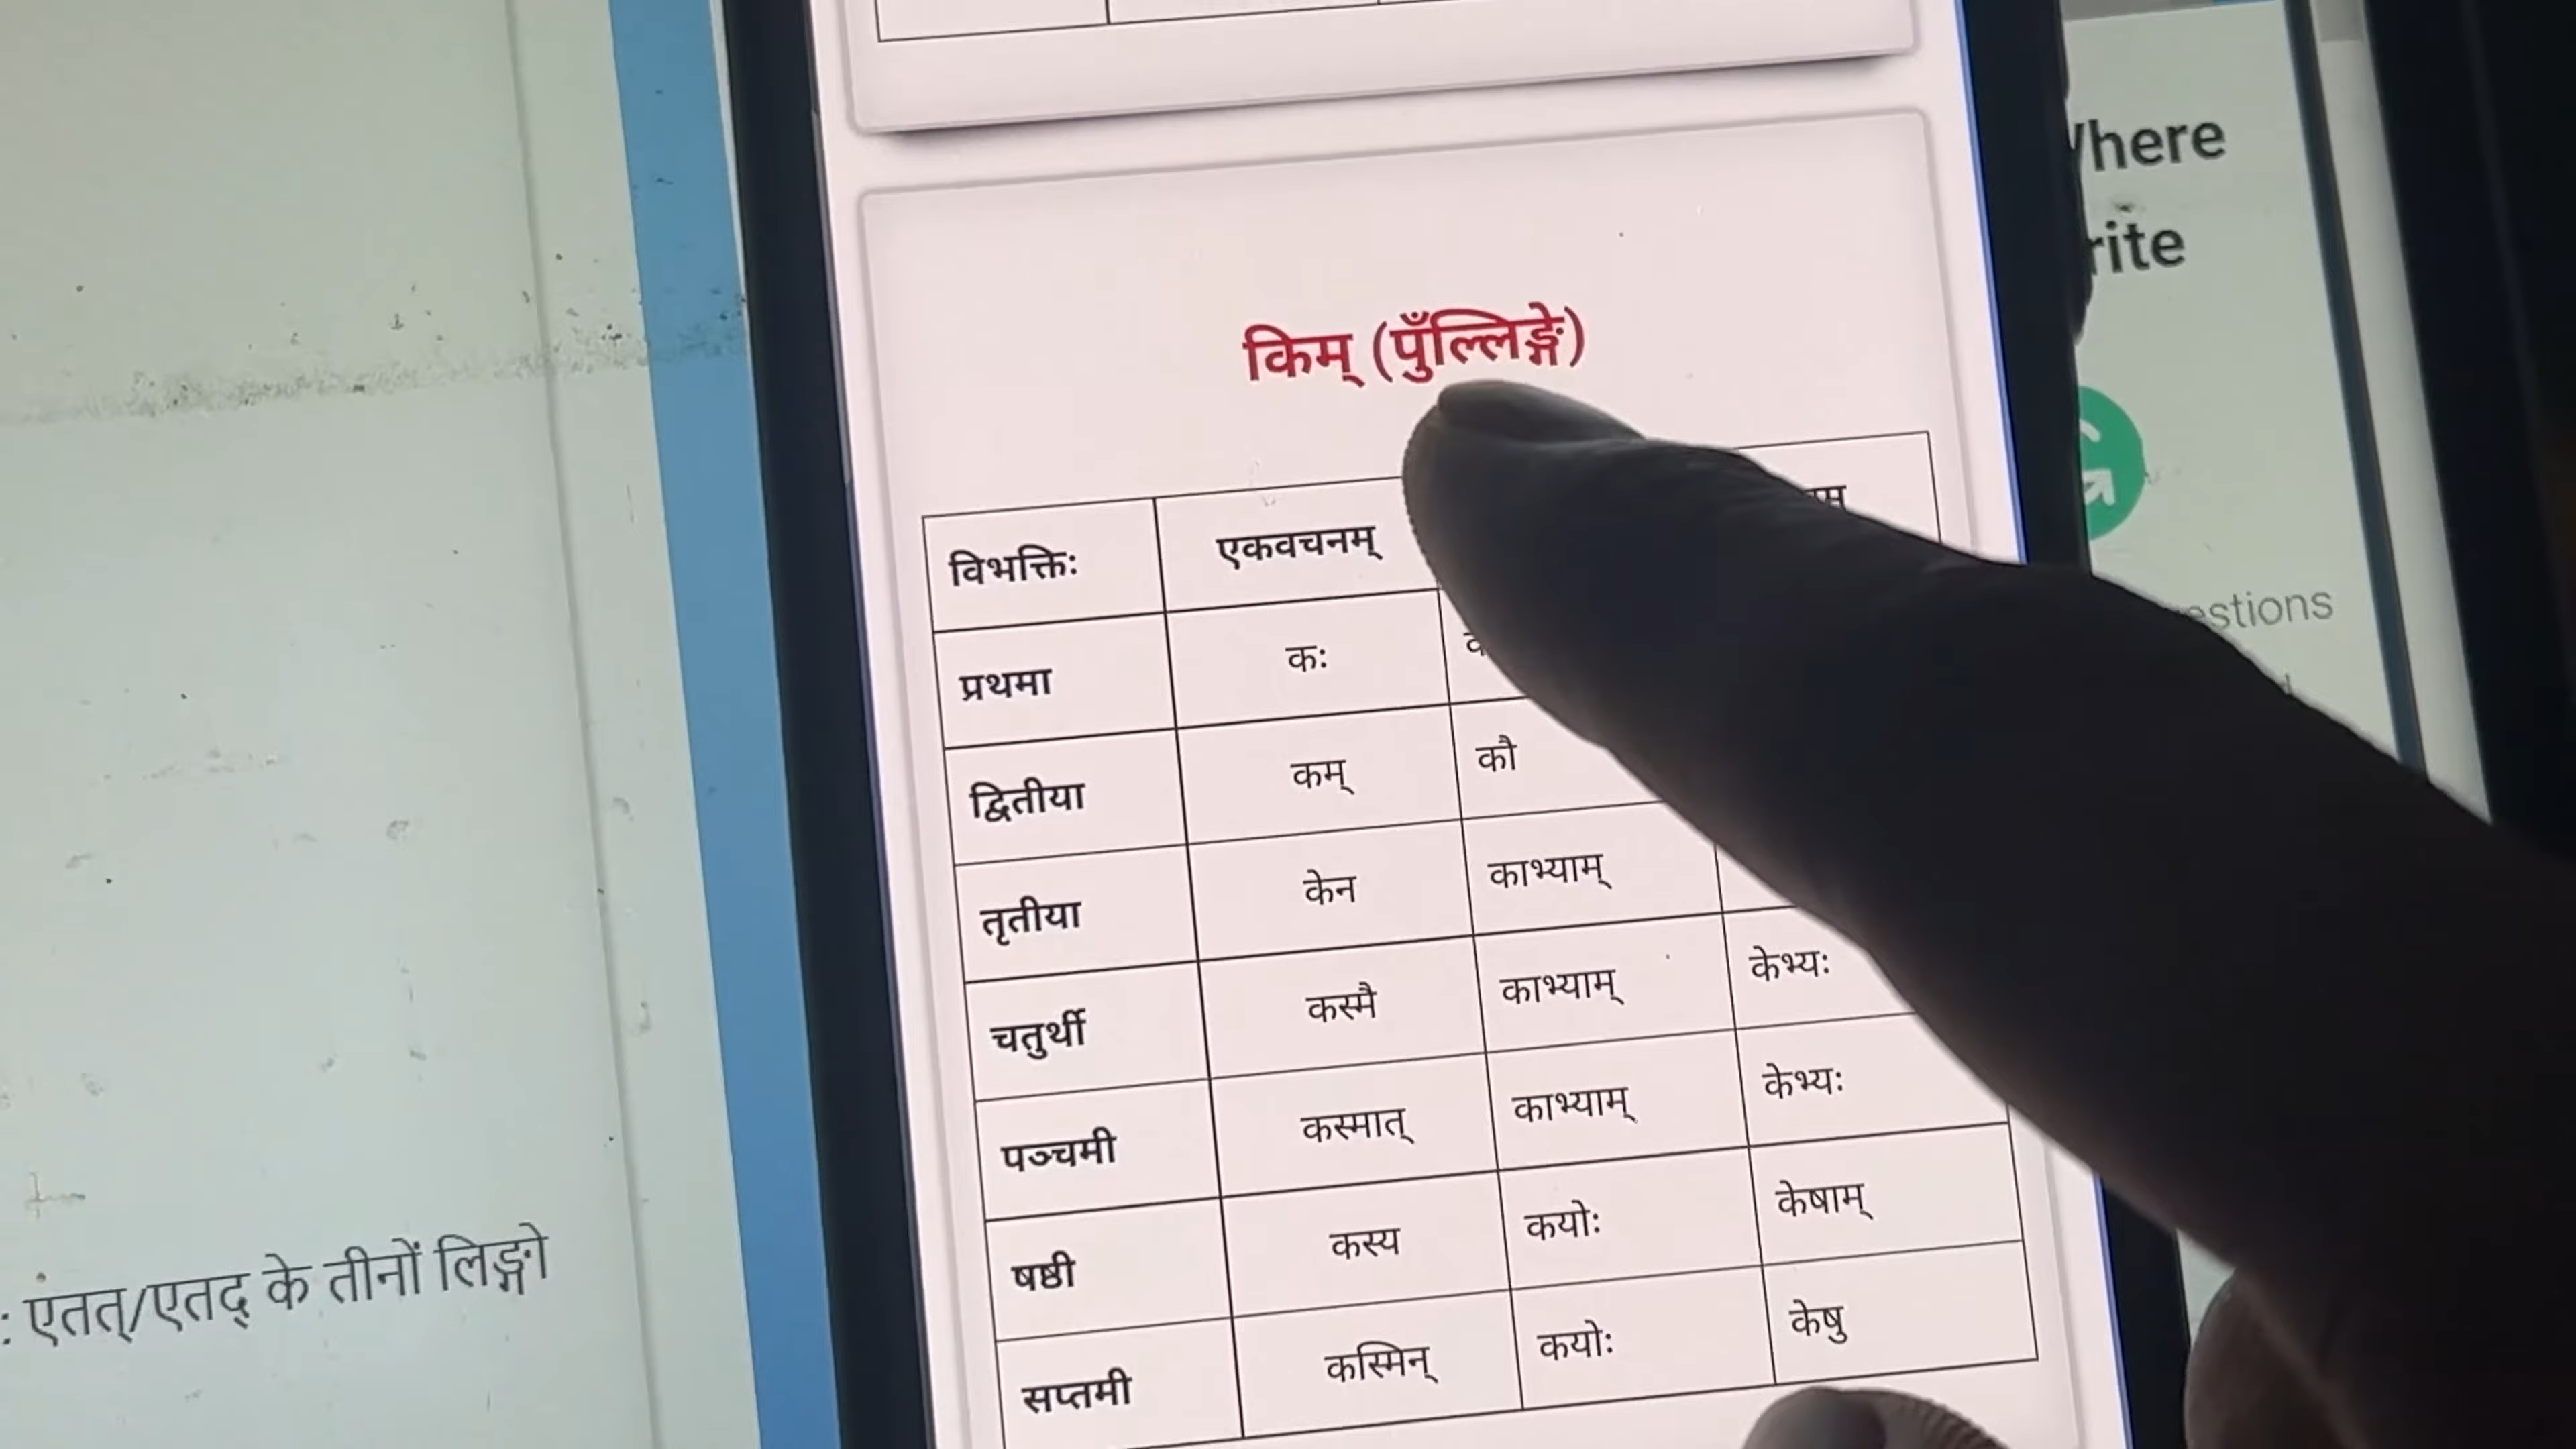 किम् (पुँल्लिङ्गे)
विभक्तिः एकवचनम्
प्रथमा कः
द्वितीया कम् कौ
तृतीया केन काभ्याम्
चतुर्थी कस्मै काभ्याम् केभ्यः
पञ्चमी कस्मात् काभ्याम् केभ्यः
षष्ठी कस्य कयोः केषाम्
सप्तमी कस्मिन् कयोः केषु
: एतत्/एतद् के तीनों लिङ्गो
here
rite
estions